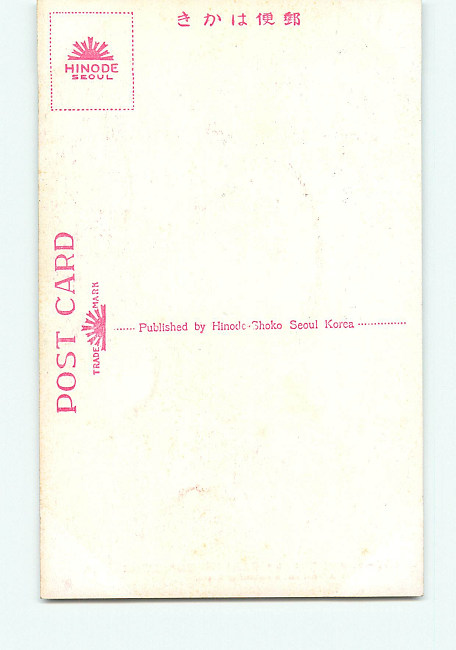 きかは便郵
HINODE
SEOUL
POST CARD
TRADE MARK
Published by Hinode-Shoko Seoul Korea